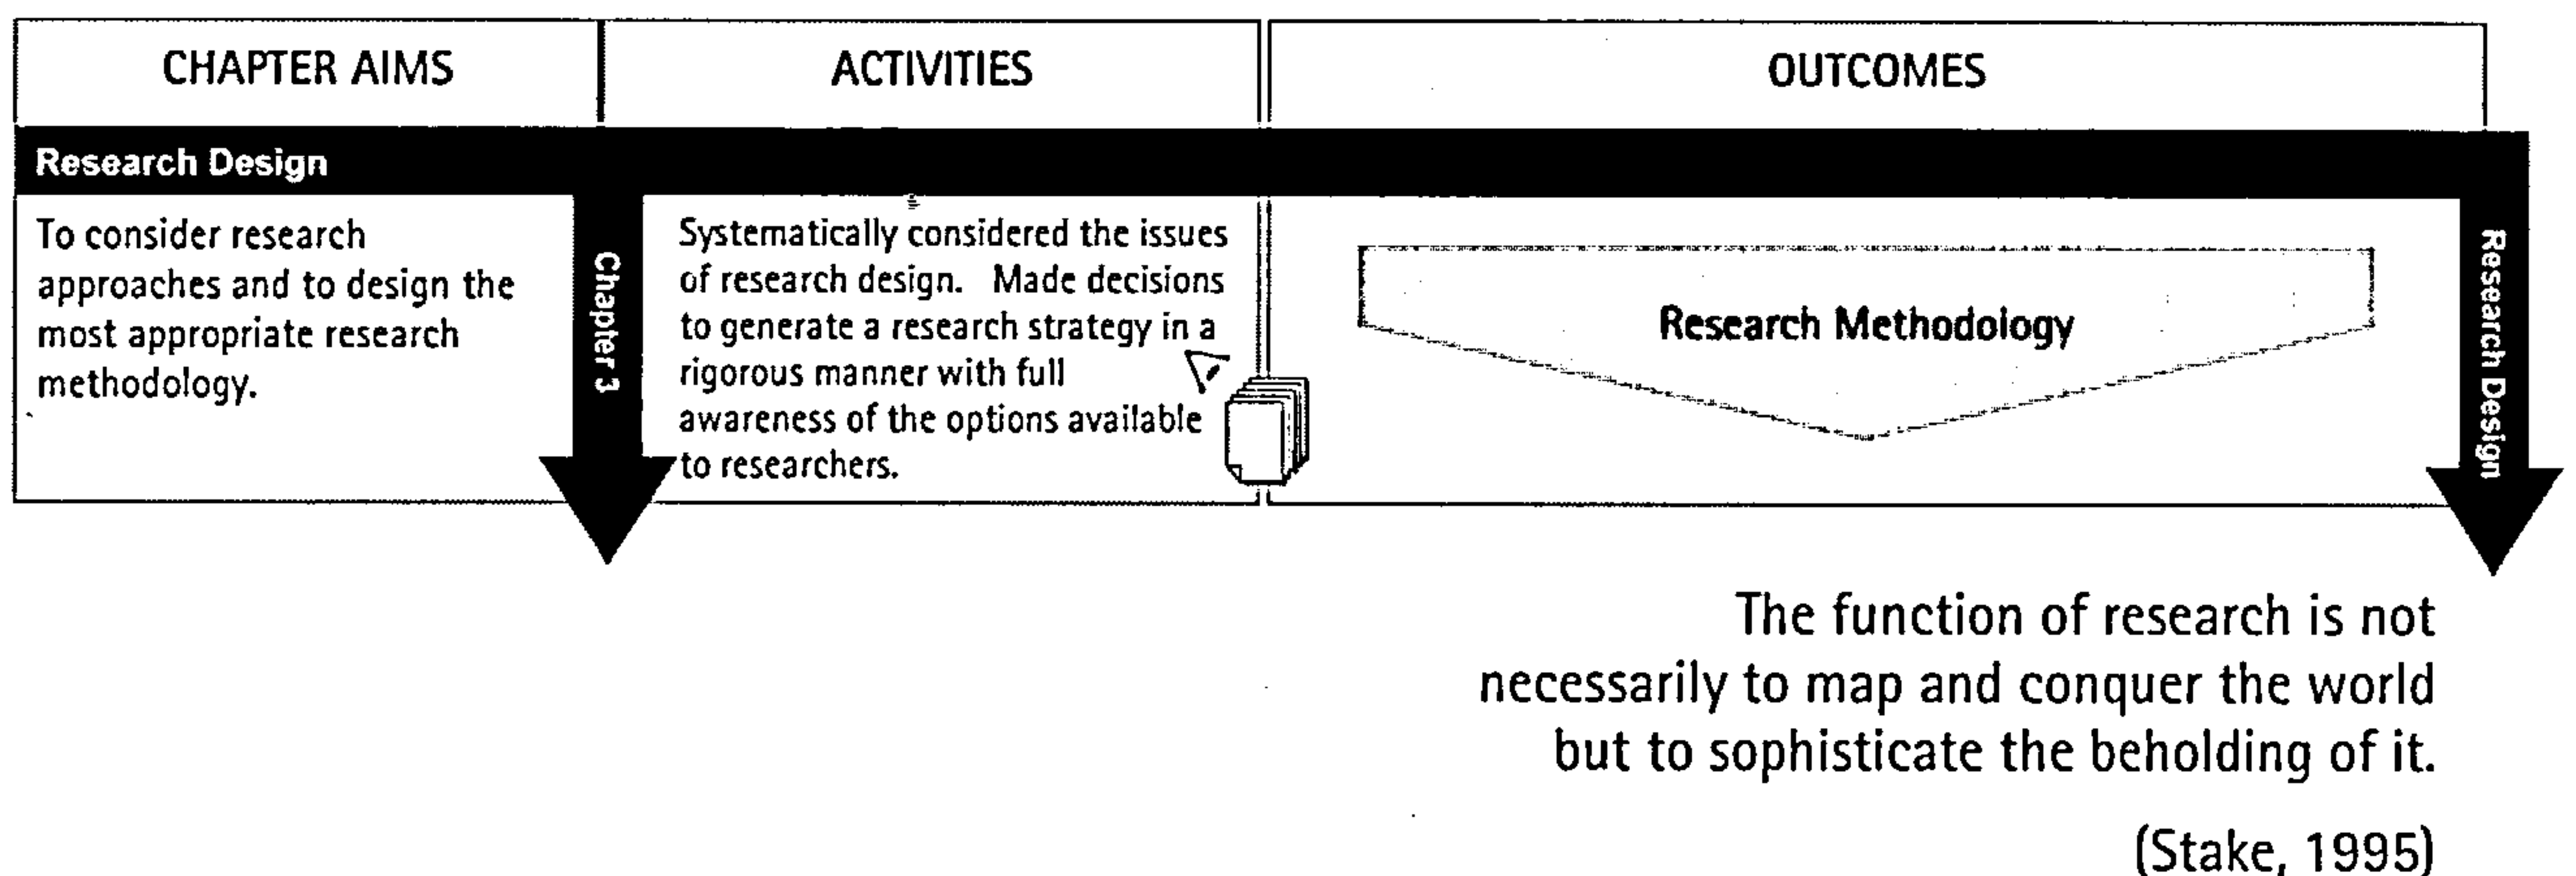 CHAPTER AIMS
ACTIVITIES
OUTCOMES
Research Design
To consider research
approaches and to design the
most appropriate research
methodology.
Chapter 3
Systematically considered the issues
of research design. Made decisions
to generate a research strategy in a
rigorous manner with full
awareness of the options available
to researchers.
Research Methodology
Research Design
The function of research is not
necessarily to map and conquer the world
but to sophisticate the beholding of it.
(Stake, 1995)